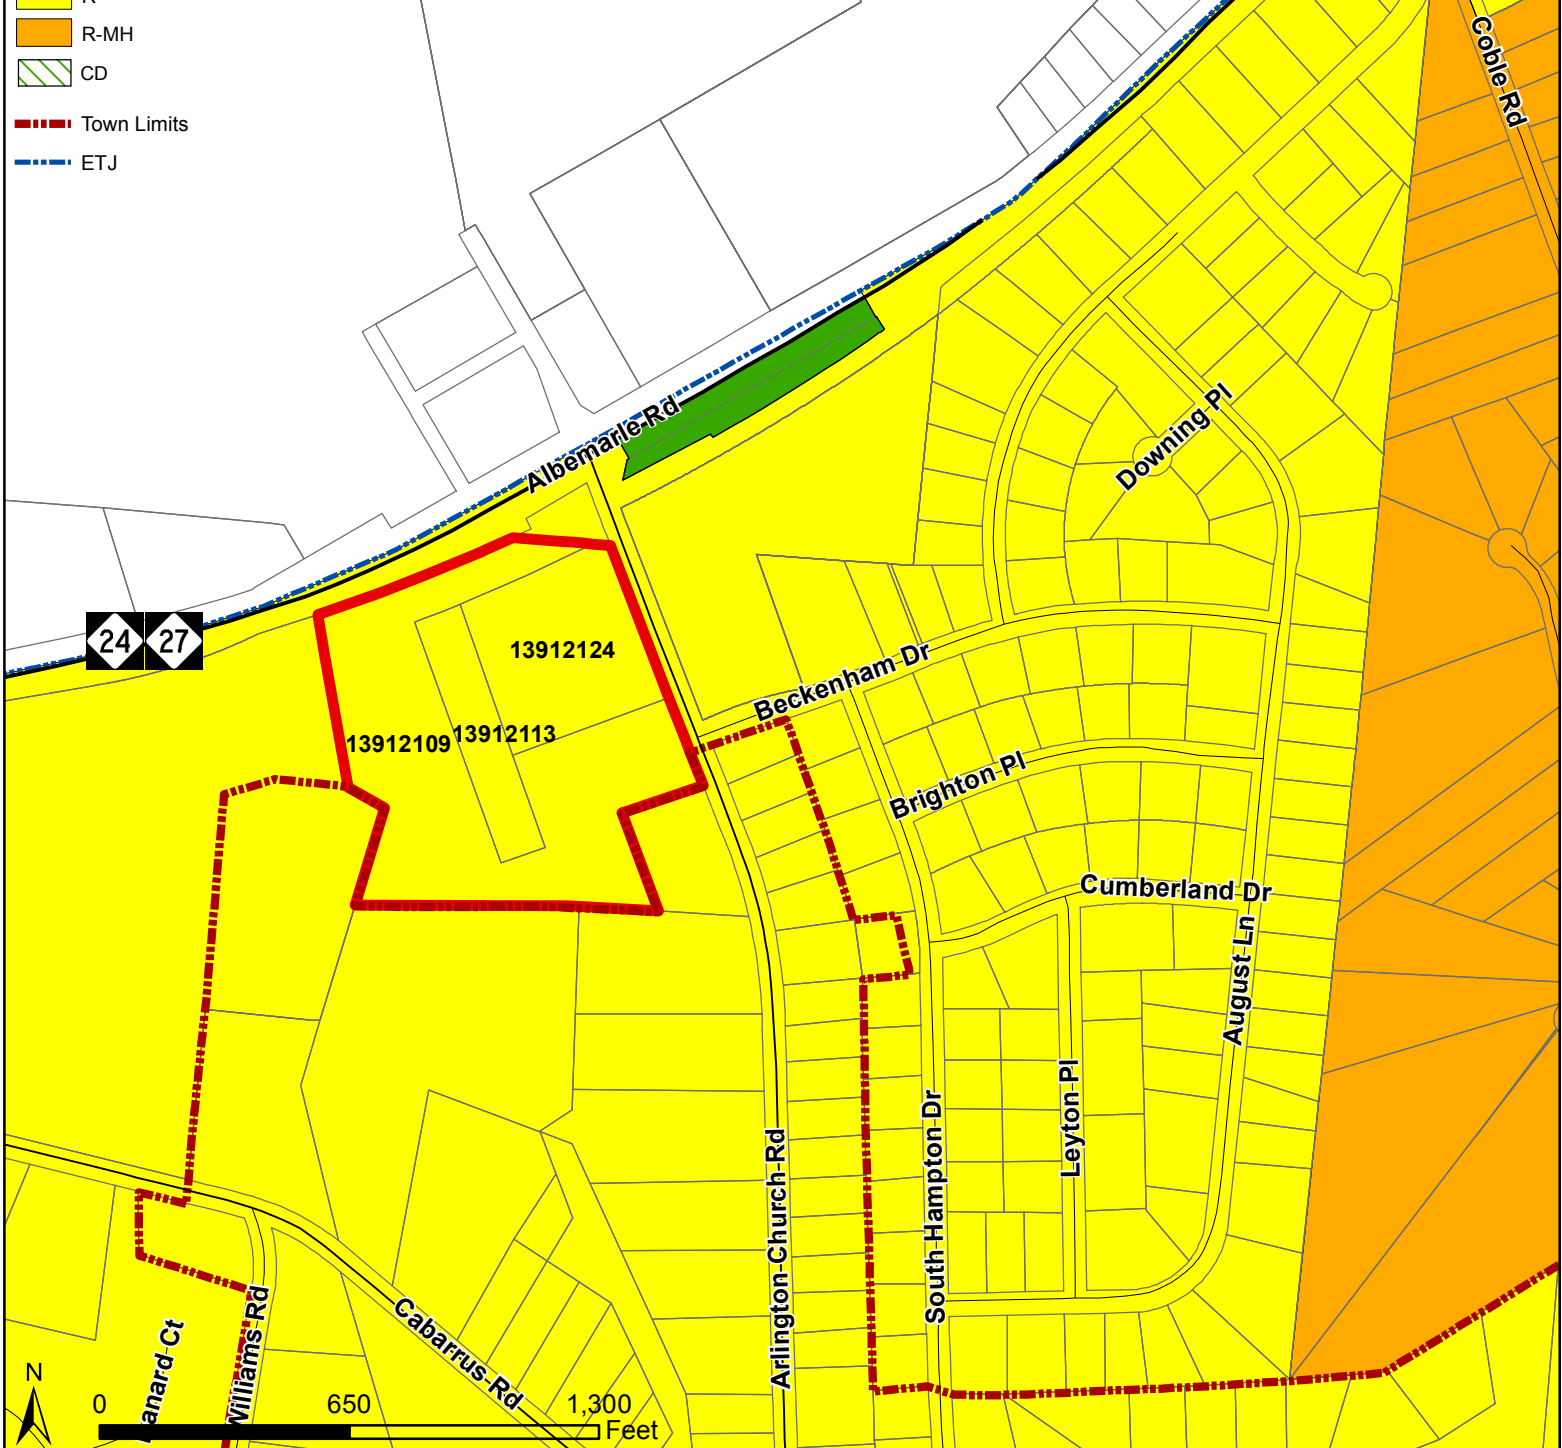 R
R-MH
CD
Town Limits
ETJ
Coble Rd
Albemarle Rd
Downing Pl
24
27
13912124
Beckenham Dr
13912109
13912113
Brighton Pl
Cumberland Dr
August Ln
Leyton Pl
South Hampton Dr
Arlington Church Rd
Williams Rd
Cabarrus Rd
Ct
N
0
650
1,300
Feet